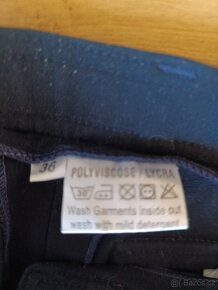 36
POLYVISCOSE / LYCRA
30°
Wash Garments inside out
wash with mild detergent